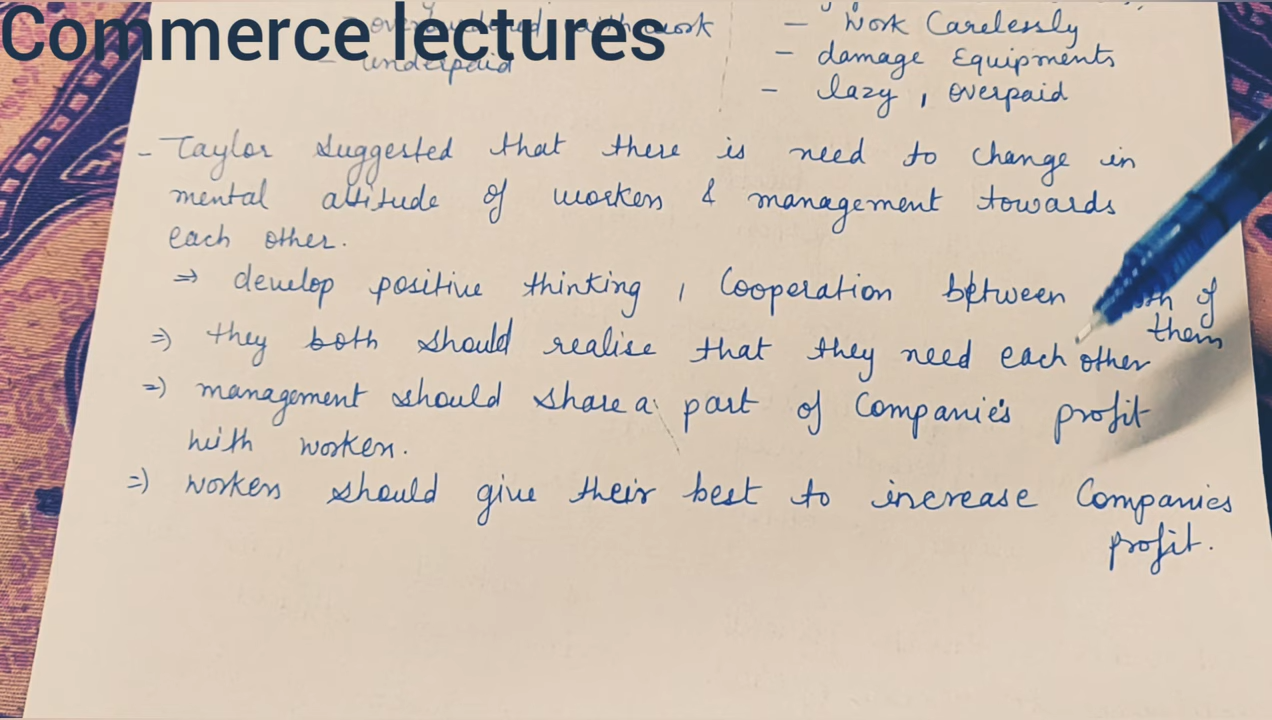 Commerce lectures
with work
- Work Carelessly
- underpaid
- damage Equipments
- lazy, overpaid
- Taylor suggested that there is need to change in
mental attitude of workers & management towards
each other.
⇒ develop positive thinking, Cooperation between of
them
⇒ they both should realise that they need each other
⇒ management should share a part of Companie's profit
with workers.
⇒ workers should give their best to increase Companies
profit.